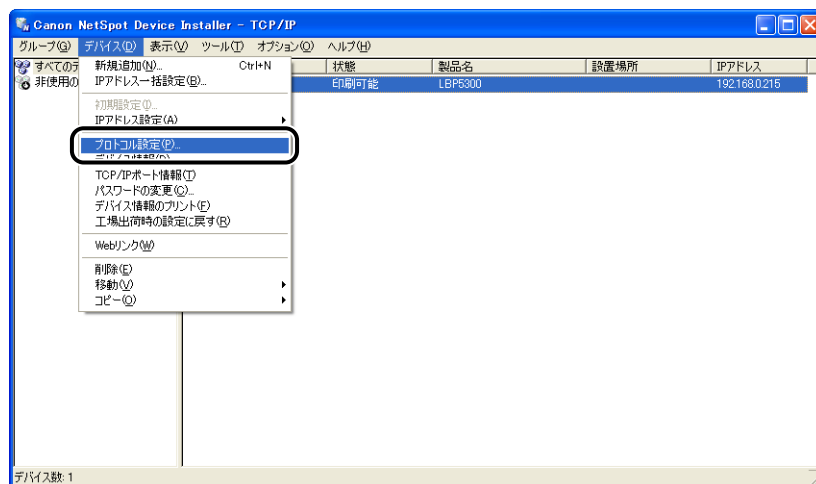 Canon NetSpot Device Installer - TCP/IP
グループ(G) デバイス(D) 表示(V) ツール(T) オプション(O) ヘルプ(H)
すべてのデ
非使用の
状態 製品名 設置場所 IPアドレス
印刷可能 LBP5300 192.168.0.215
新規追加(N)... Ctrl+N
IPアドレス一括設定(B)...
初期設定(I)...
IPアドレス設定(A)
プロトコル設定(P)...
デバイス情報(D)...
TCP/IPポート情報(T)
パスワードの変更(C)...
デバイス情報のプリント(F)
工場出荷時の設定に戻す(R)
Webリンク(W)
削除(E)
移動(V)
コピー(O)
デバイス数: 1